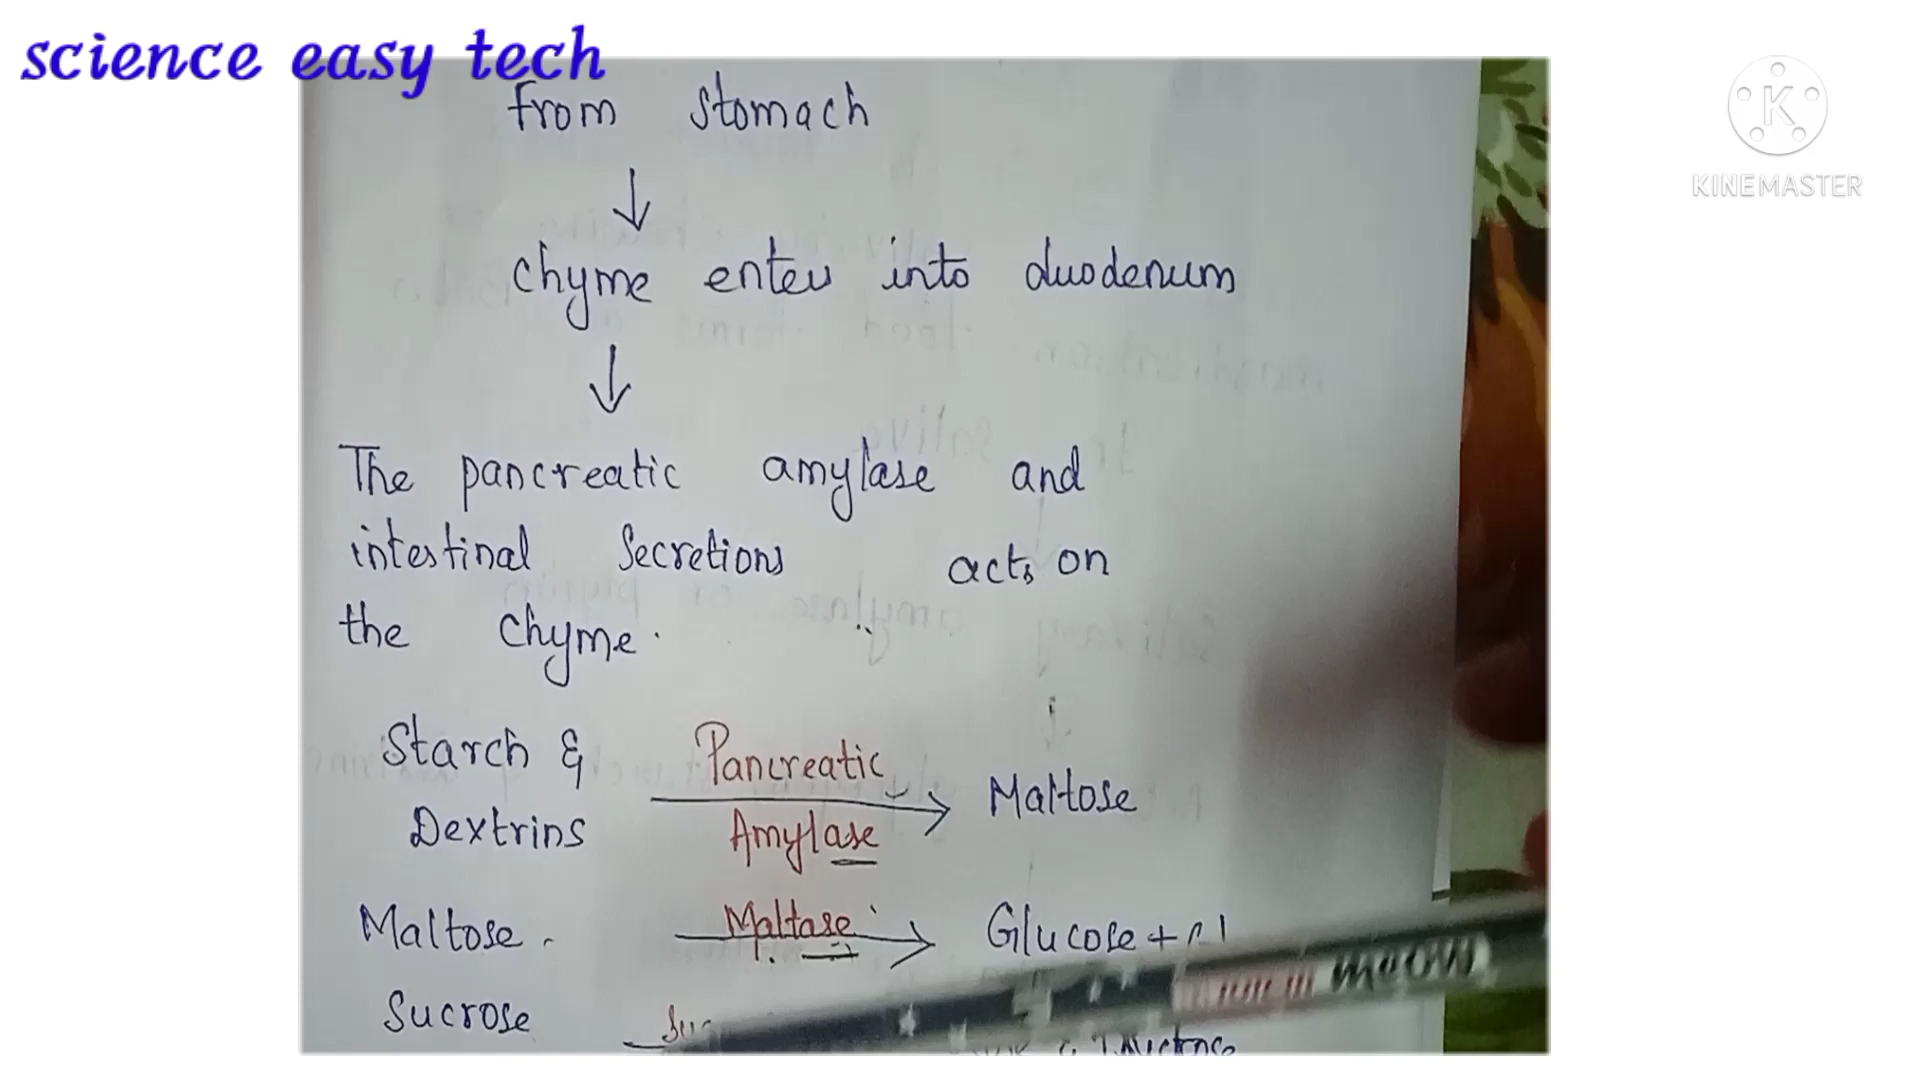 science easy tech
KINEMASTER
from stomach
↓
chyme enter into duodenum
↓
The pancreatic amylase and
intestinal secretions acts on
the chyme.
Starch & Pancreatic
Dextrins Amylase → Maltose
Maltose Maltase → Glucose +
Sucrose